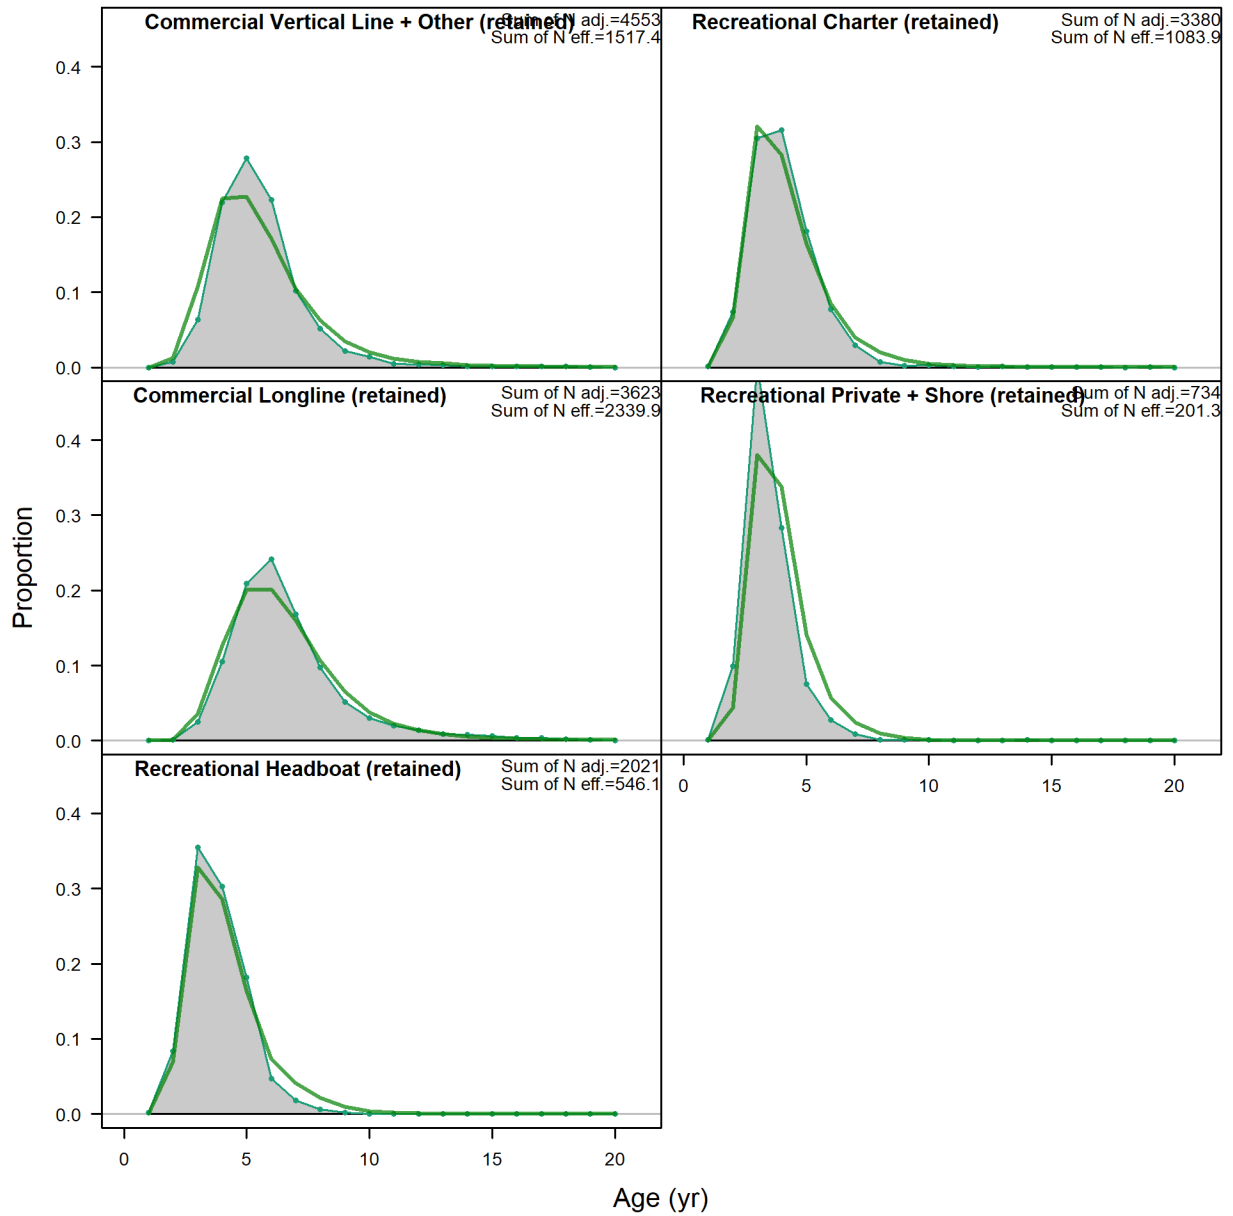 Commercial Vertical Line + Other (retained)
Sum of N adj.=4553
Sum of N eff.=1517.4
Recreational Charter (retained)
Sum of N adj.=3380
Sum of N eff.=1083.9
0.4
0.3
0.2
0.1
0.0
Commercial Longline (retained)
Sum of N adj.=3623
Sum of N eff.=2339.9
Recreational Private + Shore (retained)
Sum of N adj.=734
Sum of N eff.=201.3
0.4
0.3
0.2
0.1
0.0
0 5 10 15 20
Recreational Headboat (retained)
Sum of N adj.=2021
Sum of N eff.=546.1
0.4
0.3
0.2
0.1
0.0
0 5 10 15 20
Proportion
Age (yr)